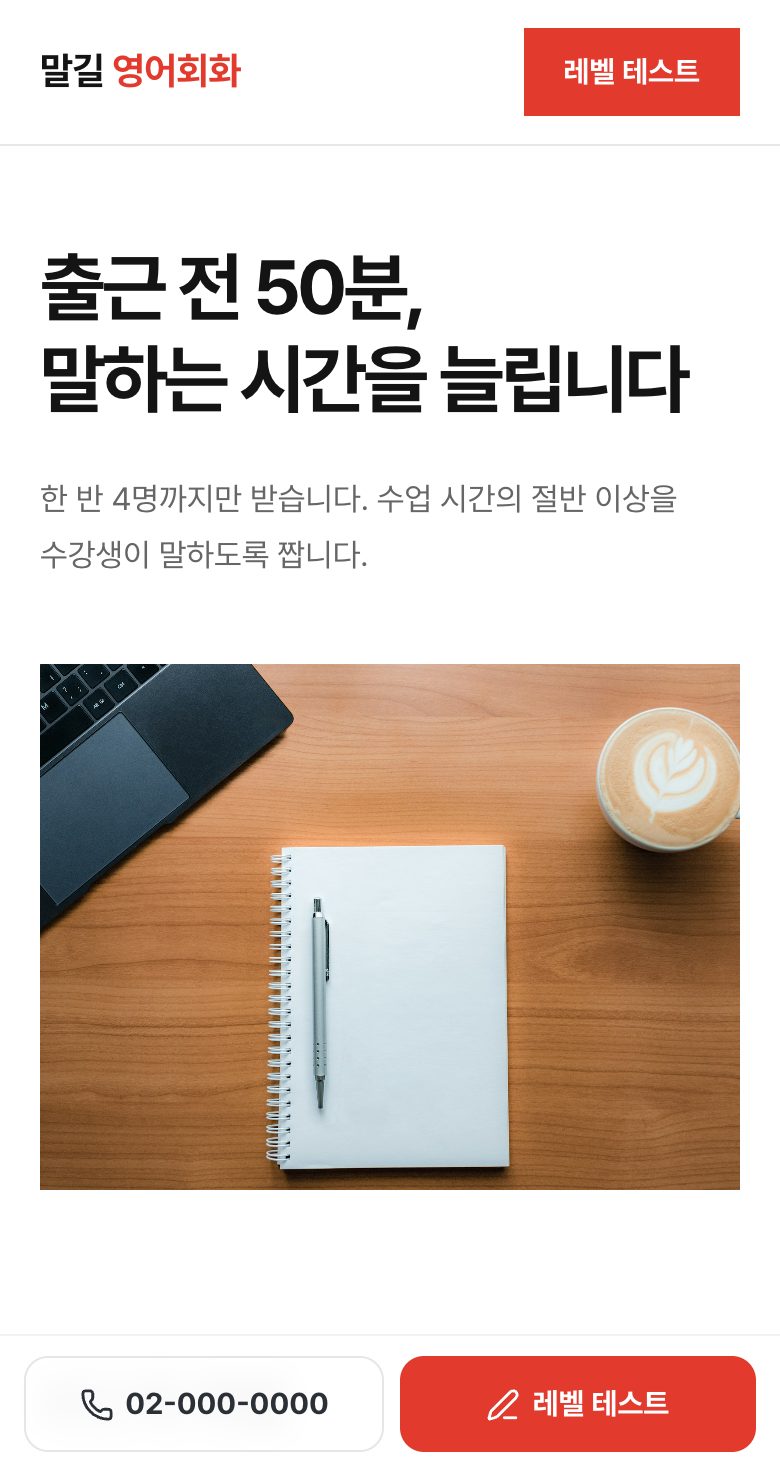 말길 영어회화
레벨 테스트
출근 전 50분,
말하는 시간을 늘립니다
한 반 4명까지만 받습니다. 수업 시간의 절반 이상을
수강생이 말하도록 짭니다.
02-000-0000
레벨 테스트